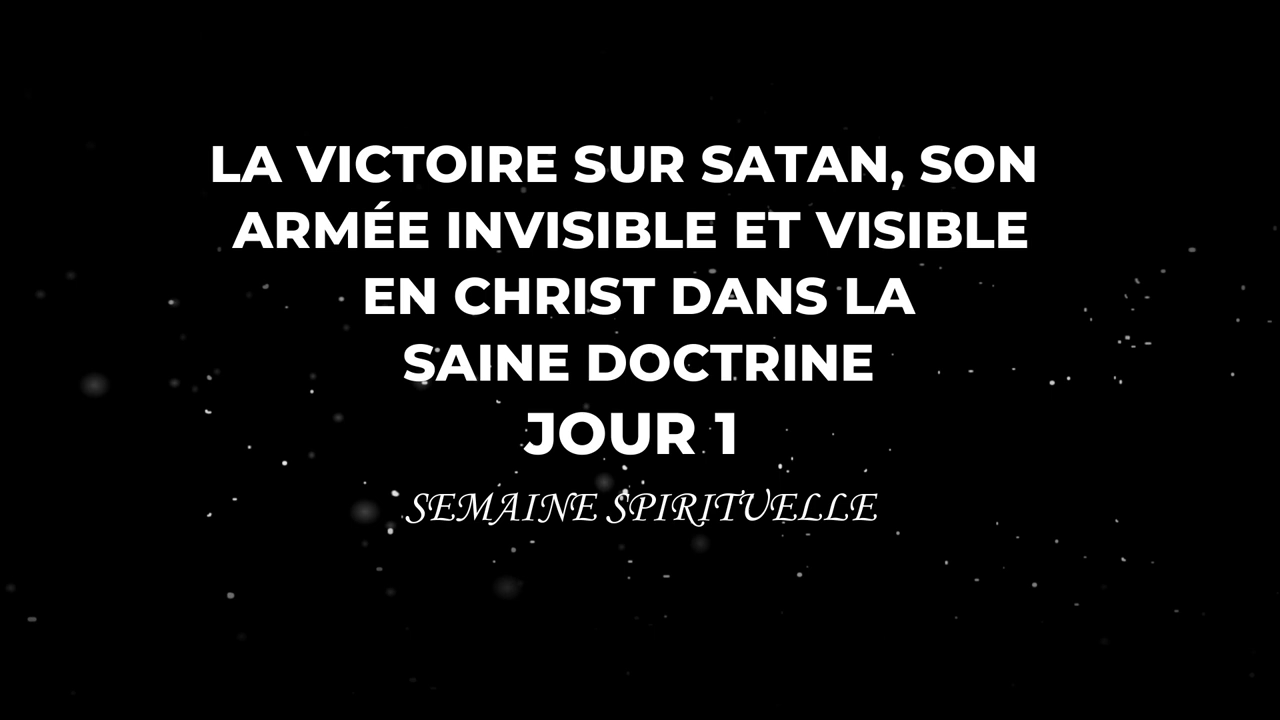 LA VICTOIRE SUR SATAN, SON
ARMÉE INVISIBLE ET VISIBLE
EN CHRIST DANS LA
SAINE DOCTRINE
JOUR 1
SEMAINE SPIRITUELLE